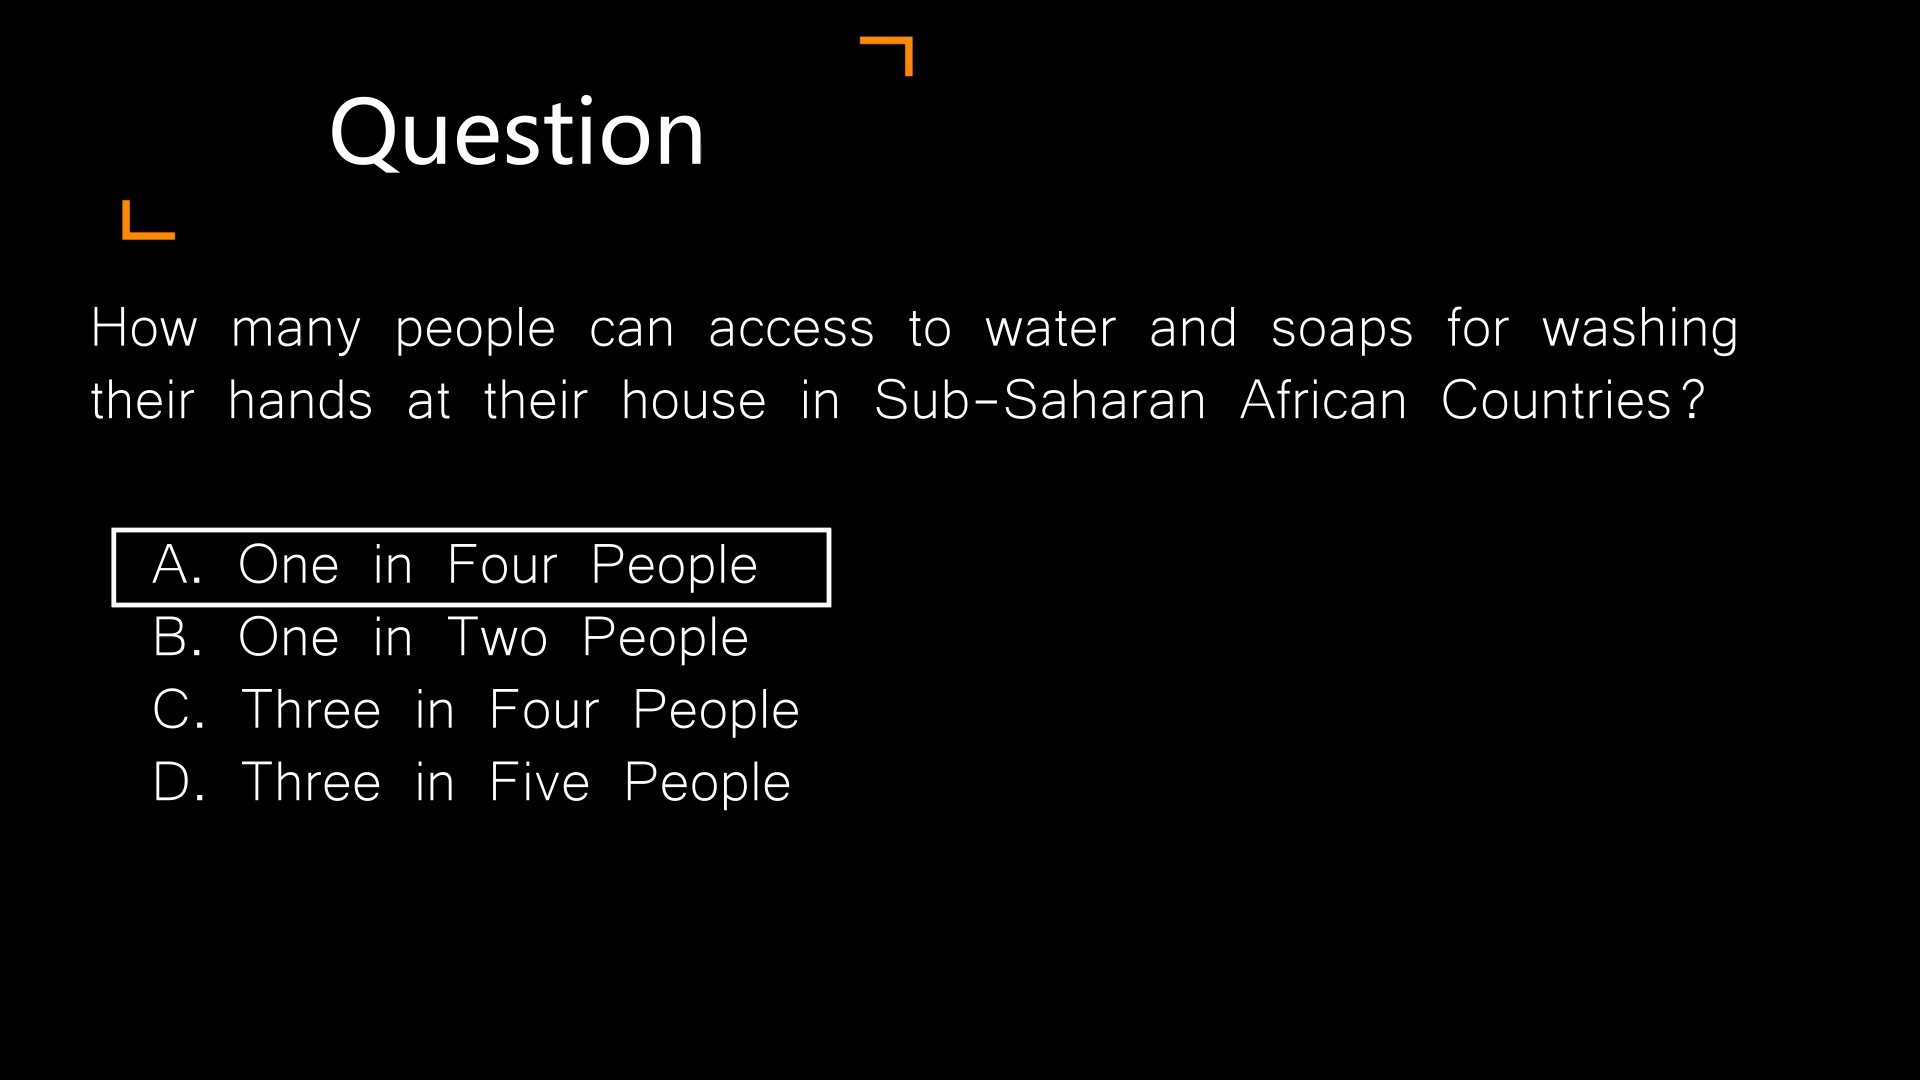 Question
How many people can access to water and soaps for washing
their hands at their house in Sub-Saharan African Countries?
A. One in Four People
B. One in Two People
C. Three in Four People
D. Three in Five People